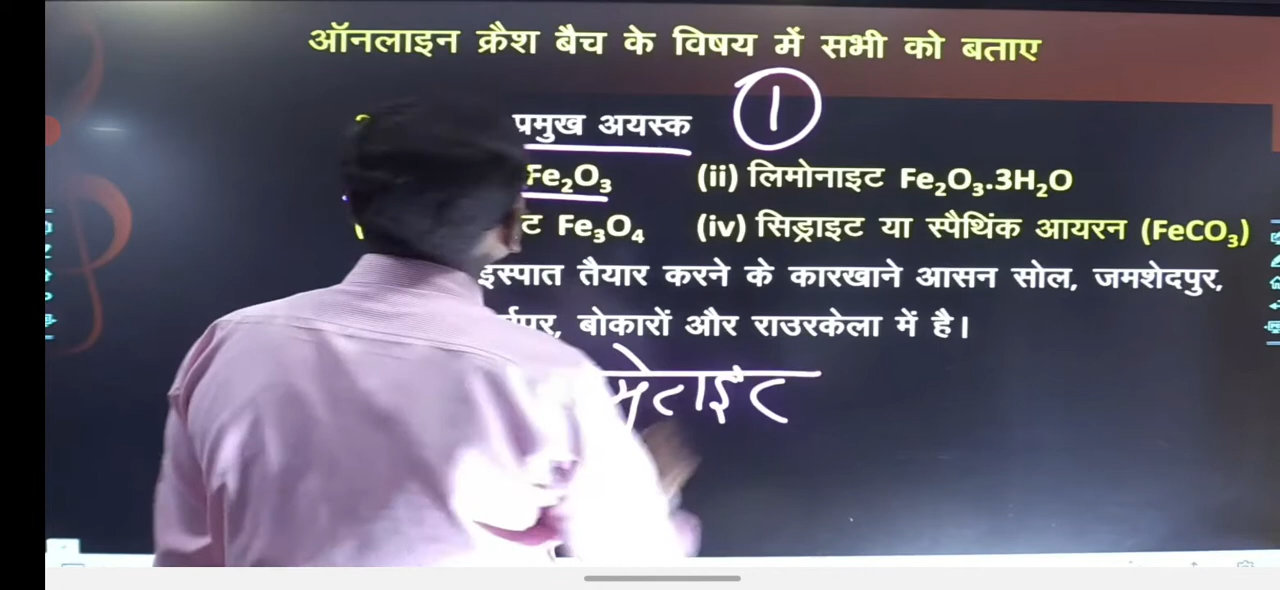 ऑनलाइन क्रैश बैच के विषय में सभी को बताए
प्रमुख अयस्क ①
Fe₂O₃ (ii) लिमोनाइट Fe₂O₃.3H₂O
Fe₃O₄ (iv) सिड्राइट या स्पैथिंक आयरन (FeCO₃)
इस्पात तैयार करने के कारखाने आसन सोल, जमशेदपुर,
बोकारों और राउरकेला में है।